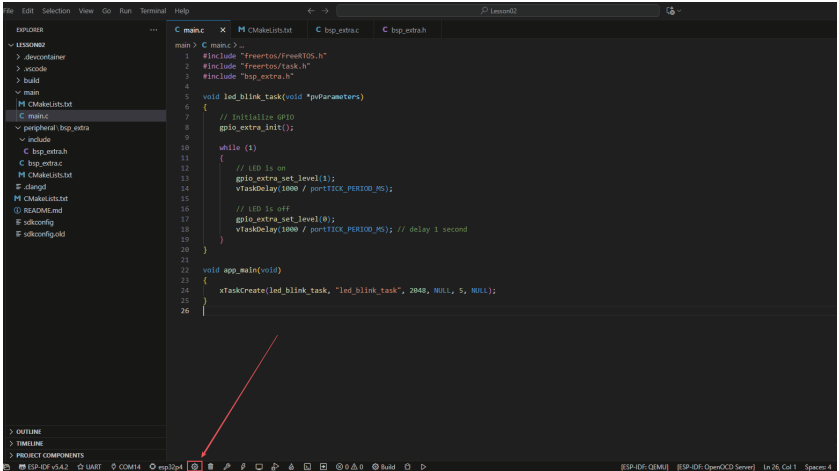 File Edit Selection View Go Run Terminal Help
Lesson02
EXPLORER
LESSON02
.devcontainer
.vscode
build
main
CMakeLists.txt
main.c
peripheral\bsp_extra
include
bsp_extra.h
bsp_extra.c
CMakeLists.txt
.clangd
CMakeLists.txt
README.md
sdkconfig
sdkconfig.old
OUTLINE
TIMELINE
PROJECT COMPONENTS
main.c CMakeLists.txt bsp_extra.c bsp_extra.h
main > C main.c > ...
1 #include "freertos/FreeRTOS.h"
2 #include "freertos/task.h"
3 #include "bsp_extra.h"
4
5 void led_blink_task(void *pvParameters)
6 {
7 // Initialize GPIO
8 gpio_extra_init();
9
10 while (1)
11 {
12 // LED is on
13 gpio_extra_set_level(1);
14 vTaskDelay(1000 / portTICK_PERIOD_MS);
15
16 // LED is off
17 gpio_extra_set_level(0);
18 vTaskDelay(1000 / portTICK_PERIOD_MS); // delay 1 second
19 }
20 }
21
22 void app_main(void)
23 {
24 xTaskCreate(led_blink_task, "led_blink_task", 2048, NULL, 5, NULL);
25 }
26
ESP-IDF v5.4.2 UART COM14 esp32p4 0 0 Build [ESP-IDF: QEMU] [ESP-IDF: OpenOCD Server] Ln 26, Col 1 Spaces: 4